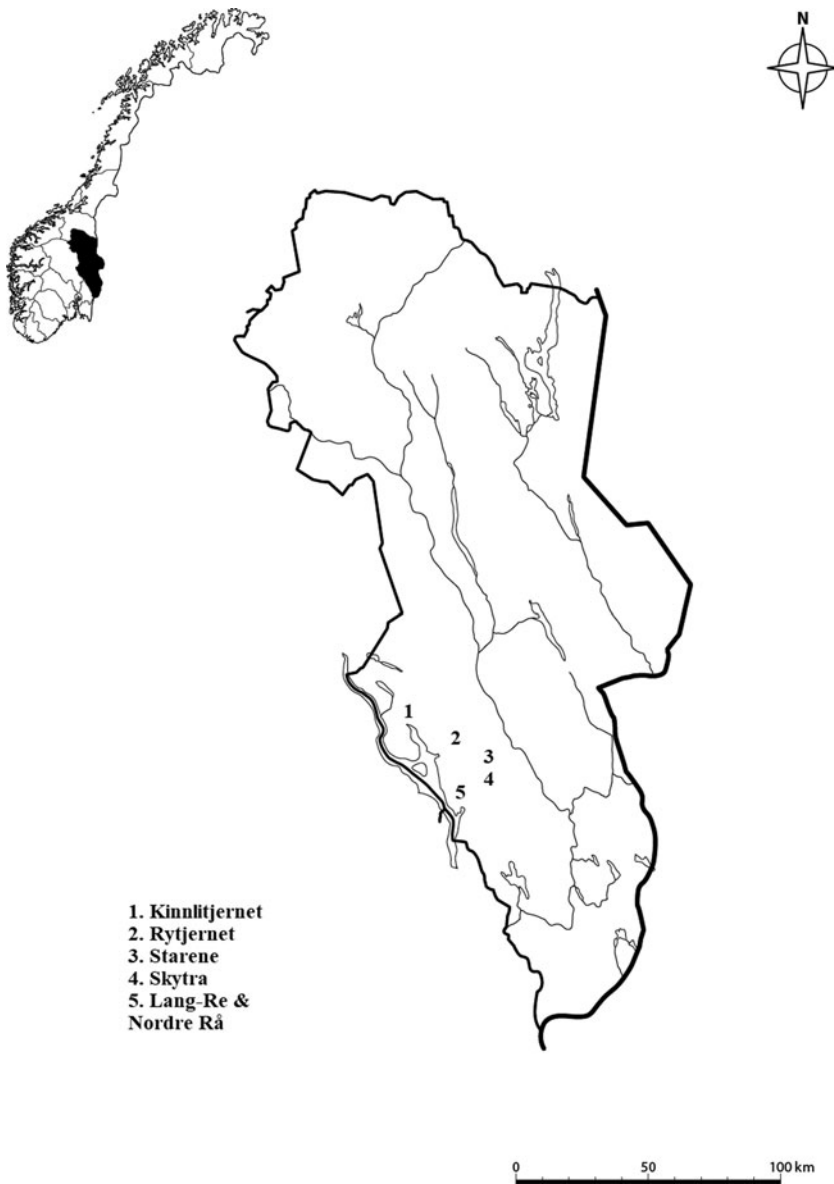 N
1
2
3
4
5
1. Kinnlitjernet
2. Rytjernet
3. Starene
4. Skytra
5. Lang-Re &
Nordre Rå
0 50 100 km